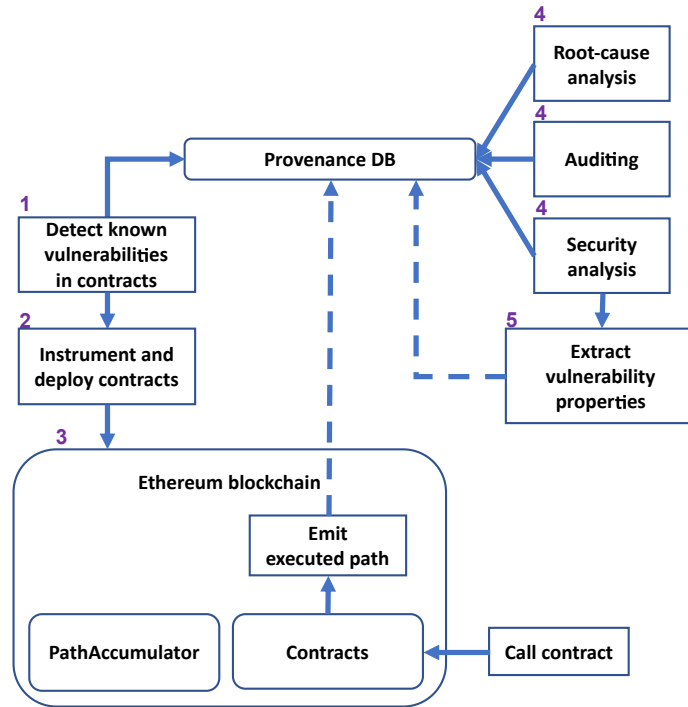 4
Root-cause
analysis
4
Auditing
Provenance DB
4
Security
analysis
1
Detect known
vulnerabilities
in contracts
2
Instrument and
deploy contracts
5
Extract
vulnerability
properties
3
Ethereum blockchain
Emit
executed path
PathAccumulator
Contracts
Call contract